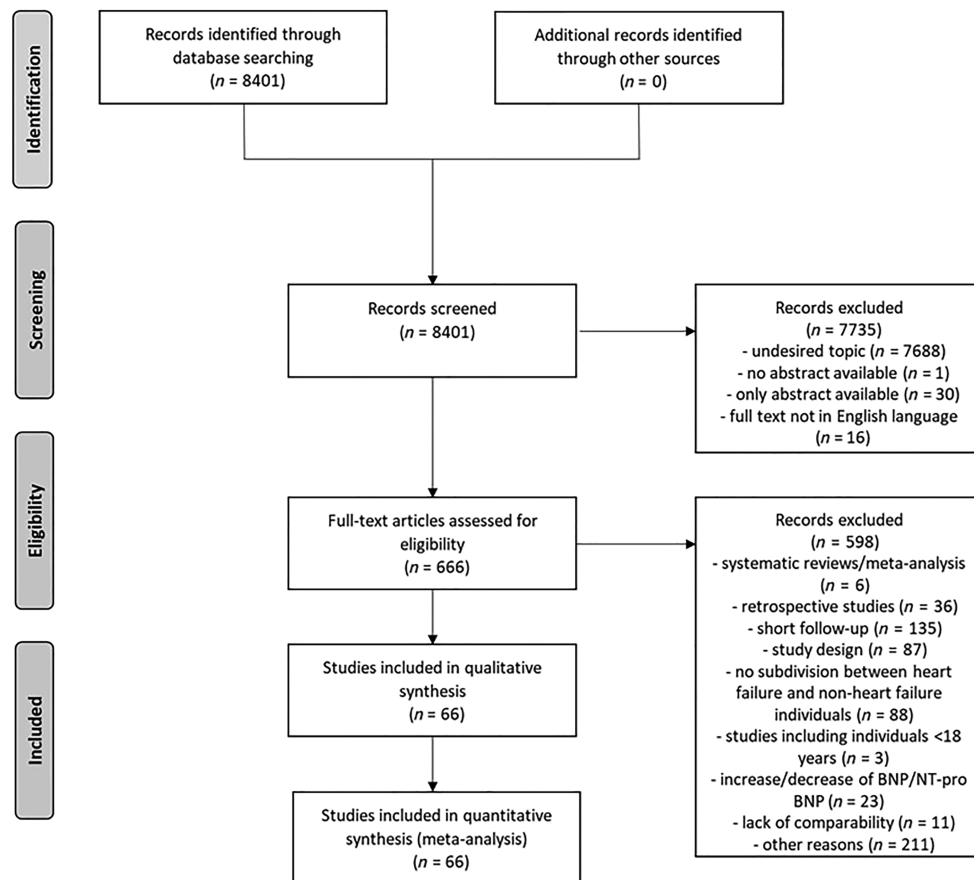 Identification
Records identified through
database searching
(n = 8401)
Additional records identified
through other sources
(n = 0)
Screening
Records screened
(n = 8401)
Records excluded
(n = 7735)
- undesired topic (n = 7688)
- no abstract available (n = 1)
- only abstract available (n = 30)
- full text not in English language
(n = 16)
Eligibility
Full-text articles assessed for
eligibility
(n = 666)
Records excluded
(n = 598)
- systematic reviews/meta-analysis
(n = 6)
- retrospective studies (n = 36)
- short follow-up (n = 135)
- study design (n = 87)
- no subdivision between heart
failure and non-heart failure
individuals (n = 88)
- studies including individuals <18
years (n = 3)
- increase/decrease of BNP/NT-pro
BNP (n = 23)
- lack of comparability (n = 11)
- other reasons (n = 211)
Included
Studies included in qualitative
synthesis
(n = 66)
Studies included in quantitative
synthesis (meta-analysis)
(n = 66)